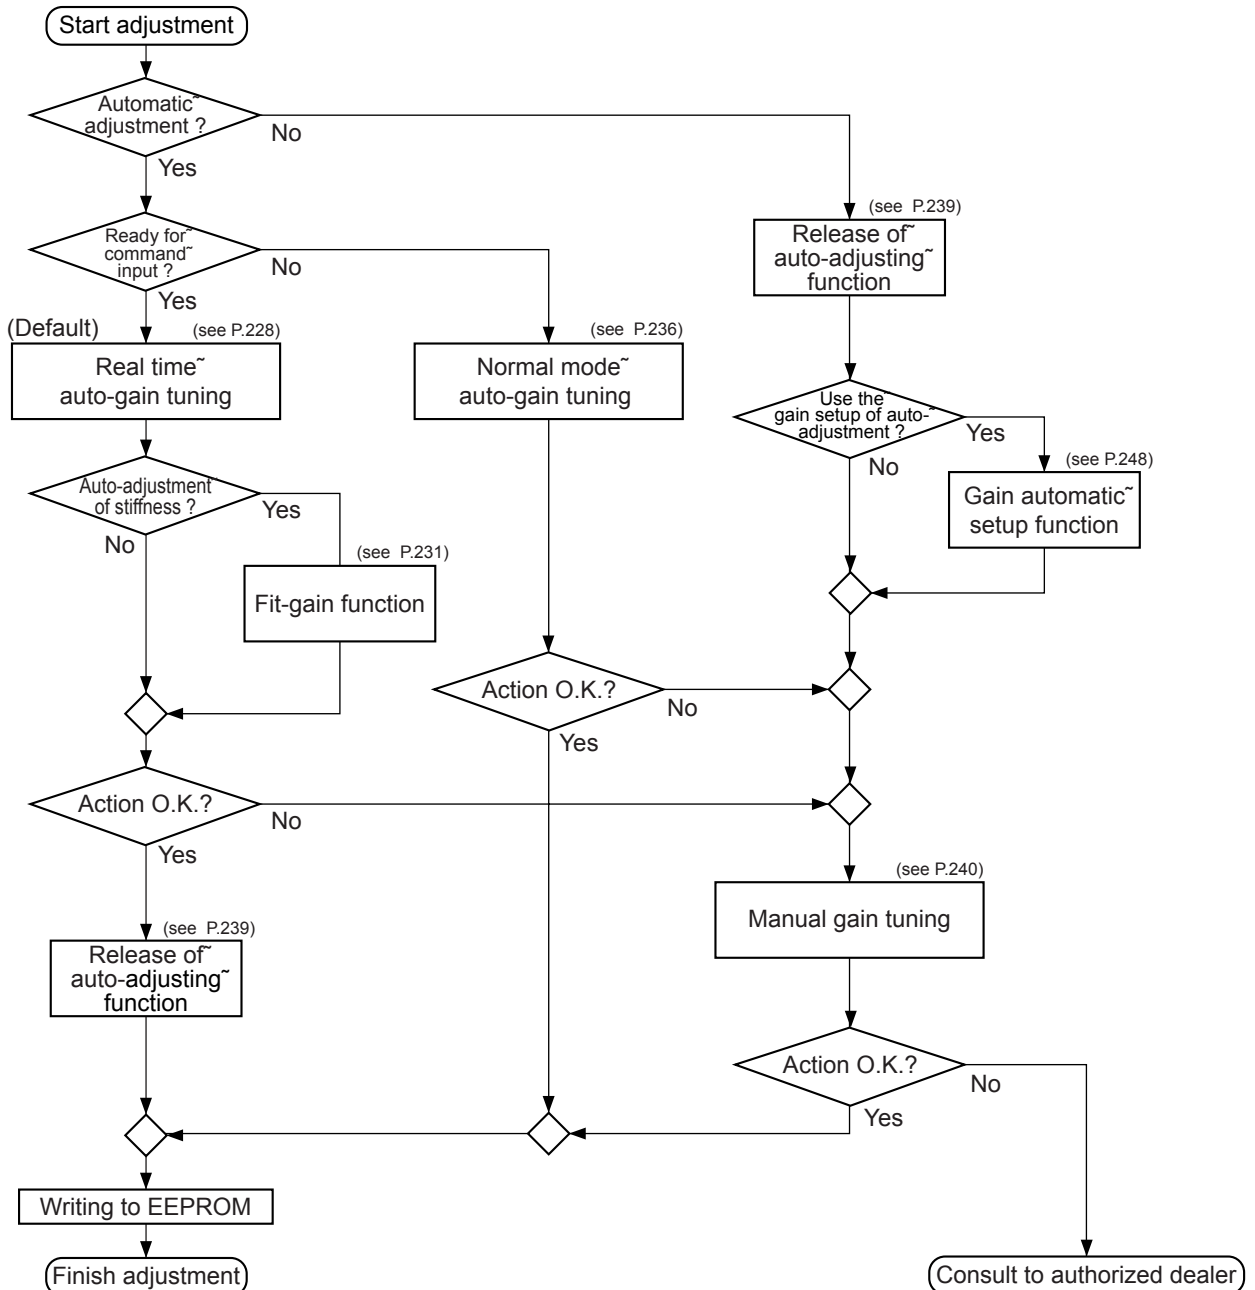 Start adjustment
Automatic˜
adjustment ?
No
Yes
Ready for˜
command˜
input ?
No
Yes
(see P.239)
Release of˜
auto-adjusting˜
function
(Default)
(see P.228)
Real time˜
auto-gain tuning
(see P.236)
Normal mode˜
auto-gain tuning
Use the˜
gain setup of auto-˜
adjustment ?
Yes
No
(see P.248)
Gain automatic˜
setup function
Auto-adjustment˜
of stiffness ?
Yes
No
(see P.231)
Fit-gain function
Action O.K.?
No
Yes
Action O.K.?
No
Yes
(see P.240)
Manual gain tuning
(see P.239)
Release of˜
auto-adjusting˜
function
Action O.K.?
No
Yes
Writing to EEPROM
Finish adjustment
Consult to authorized dealer